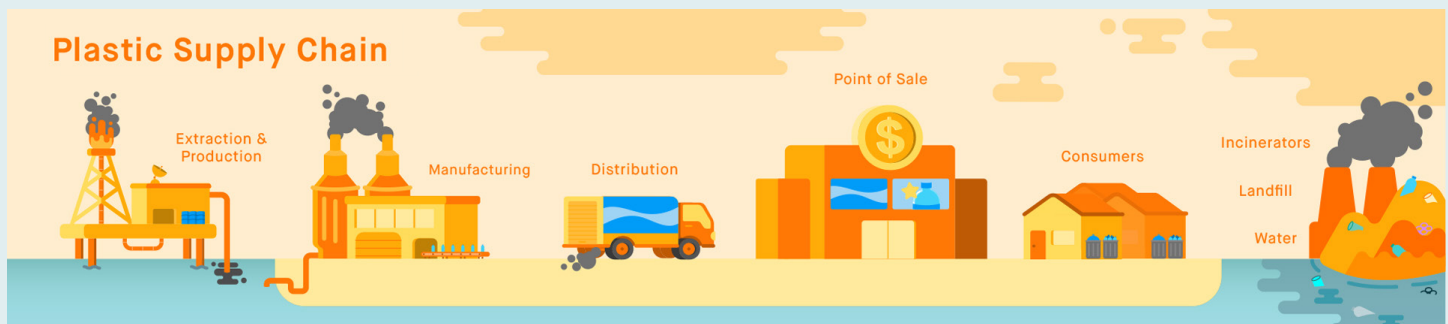 Plastic Supply Chain
Extraction &
Production
Manufacturing
Distribution
Point of Sale
$
Consumers
Incinerators
Landfill
Water